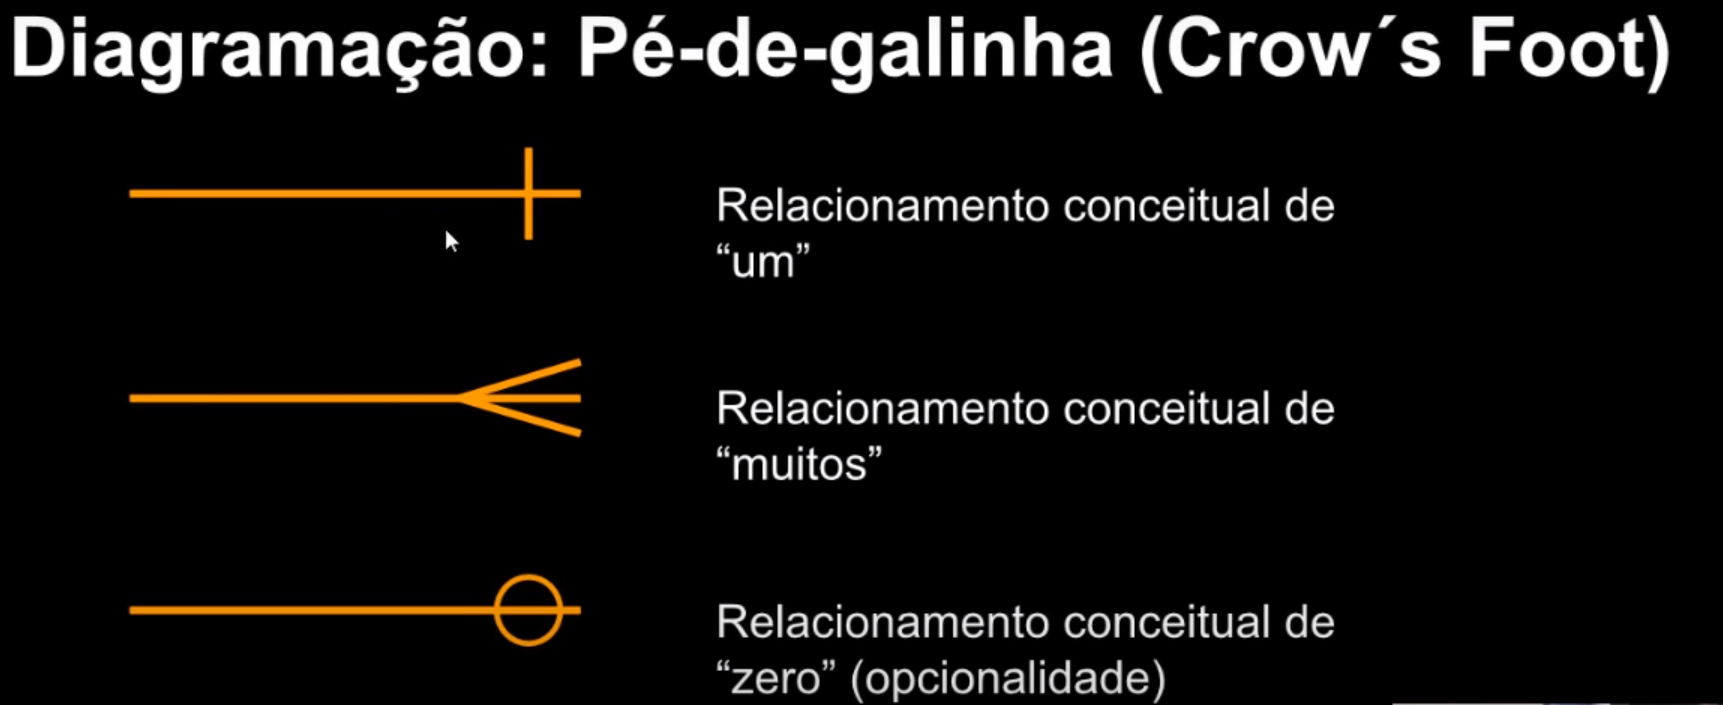 Diagramação: Pé-de-galinha (Crow´s Foot)
Relacionamento conceitual de
“um”
Relacionamento conceitual de
“muitos”
Relacionamento conceitual de
“zero” (opcionalidade)